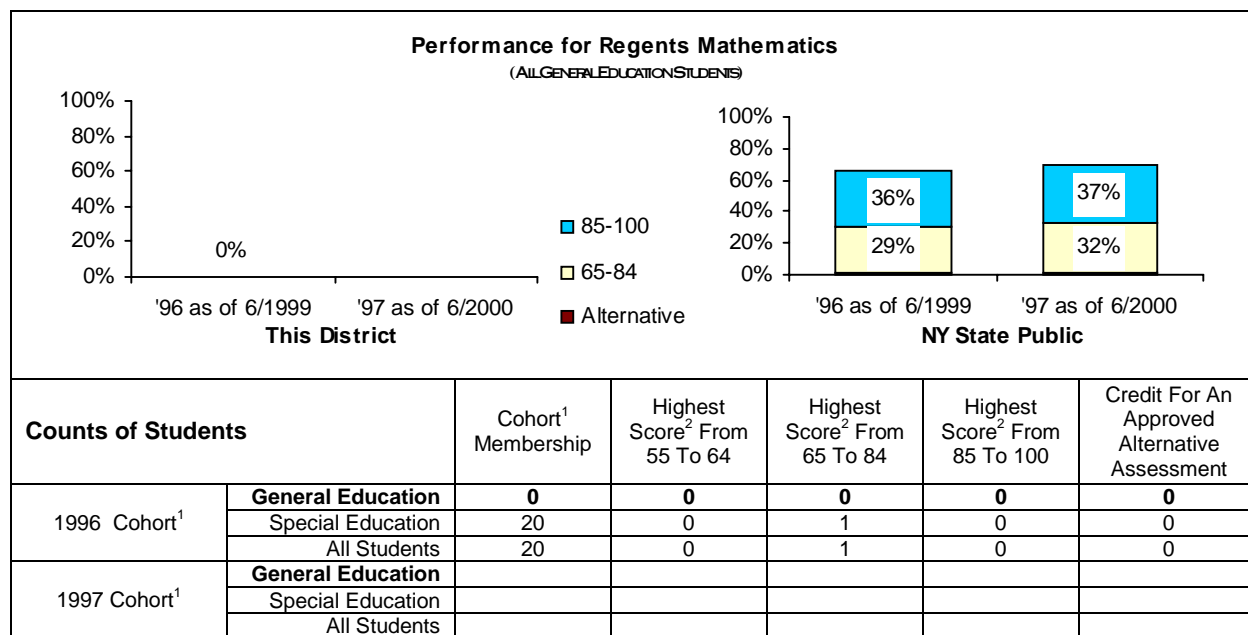 Performance for Regents Mathematics
(ALL GENERAL EDUCATION STUDENTS)
100%
80%
60%
40%
20%
0%
0%
'96 as of 6/1999 '97 as of 6/2000
This District
85-100
65-84
Alternative
100%
80%
60%
40%
20%
0%
36%
29%
37%
32%
'96 as of 6/1999 '97 as of 6/2000
NY State Public
Counts of Students
Cohort¹
Membership
Highest
Score² From
55 To 64
Highest
Score² From
65 To 84
Highest
Score² From
85 To 100
Credit For An
Approved
Alternative
Assessment
1996 Cohort¹
General Education 0 0 0 0 0
Special Education 20 0 1 0 0
All Students 20 0 1 0 0
1997 Cohort¹
General Education
Special Education
All Students